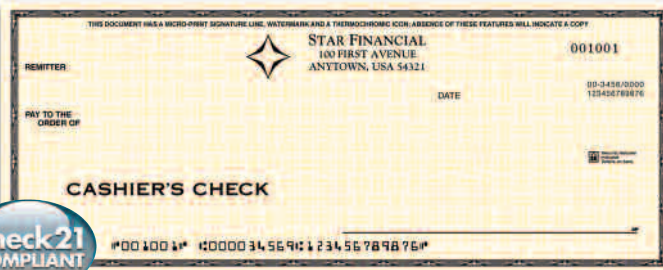 THIS DOCUMENT HAS A MICRO-PRINT SIGNATURE LINE, WATERMARK AND A THERMOCHROMIC ICON; ABSENCE OF THESE FEATURES WILL INDICATE A COPY
STAR FINANCIAL
100 FIRST AVENUE
ANYTOWN, USA 54321
001001
REMITTER
DATE
00-3456/0000
123456789876
PAY TO THE
ORDER OF
CASHIER'S CHECK
⑈001001⑈ ⑆000034569⑆123456789876⑈
heck21
OMPLIANT